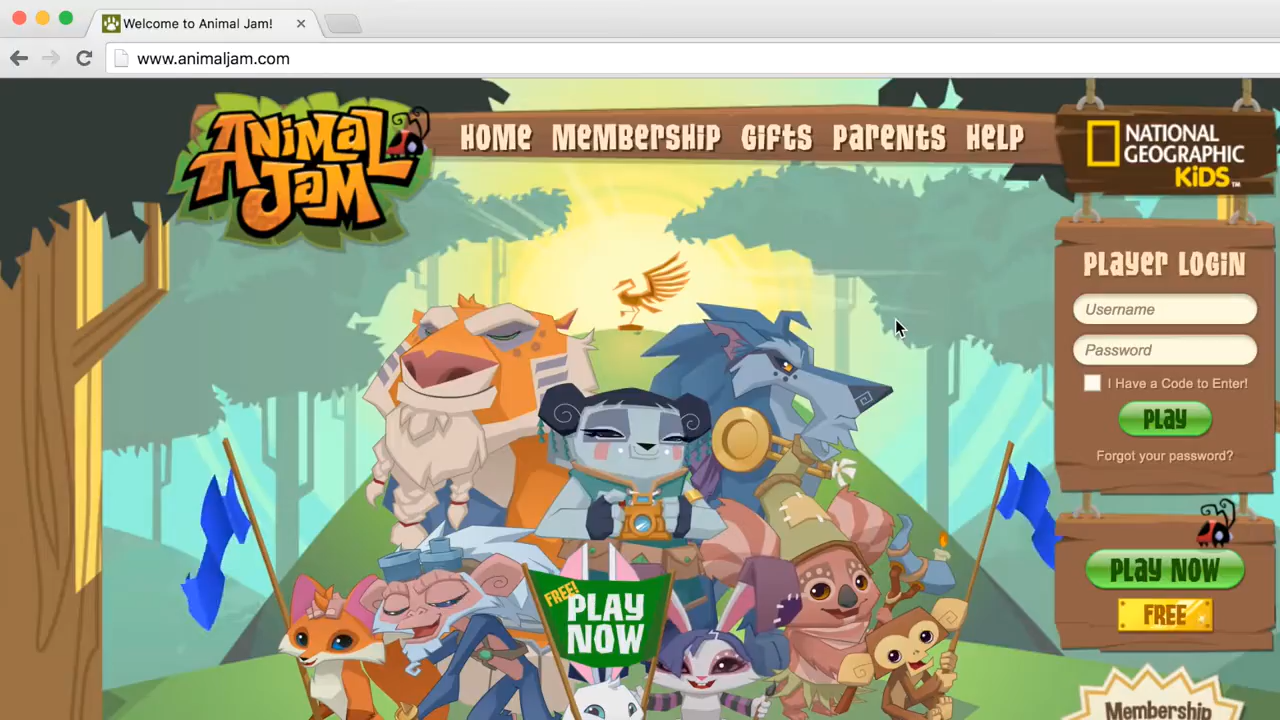 Welcome to Animal Jam!
www.animaljam.com
ANIMAL
JAM
HOME MEMBERSHIP GIFTS PARENTS HELP
NATIONAL
GEOGRAPHIC
KiDS™
PLAYER LOGIN
Username
Password
I Have a Code to Enter!
PLAY
Forgot your password?
PLAY NOW
FREE
FREE!
PLAY
NOW
Membership